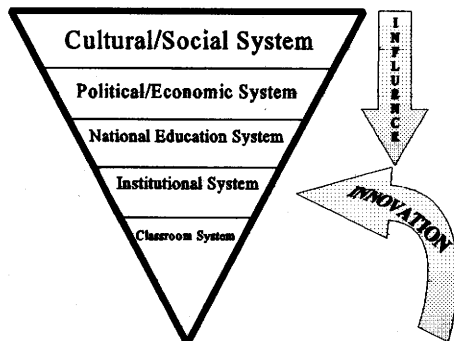 Cultural/Social System
Political/Economic System
National Education System
Institutional System
Classroom System
INFLUENCE
INNOVATION